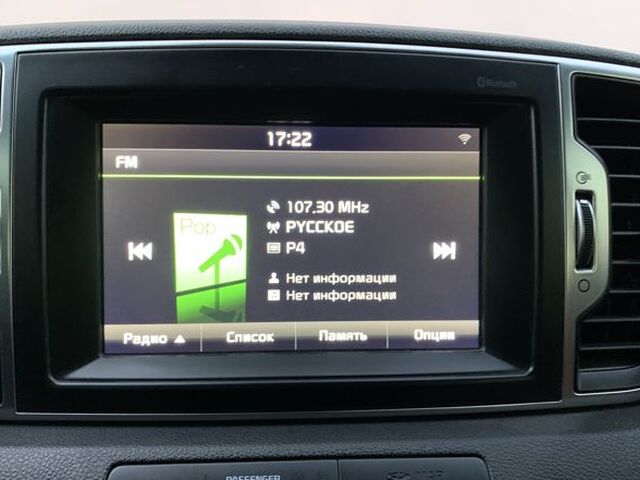 Bluetooth
17:22
FM
Pop
107.30 MHz
РУССКОЕ
P4
Нет информации
Нет информации
Радио ▲ Список Память Опции
PASSENGER